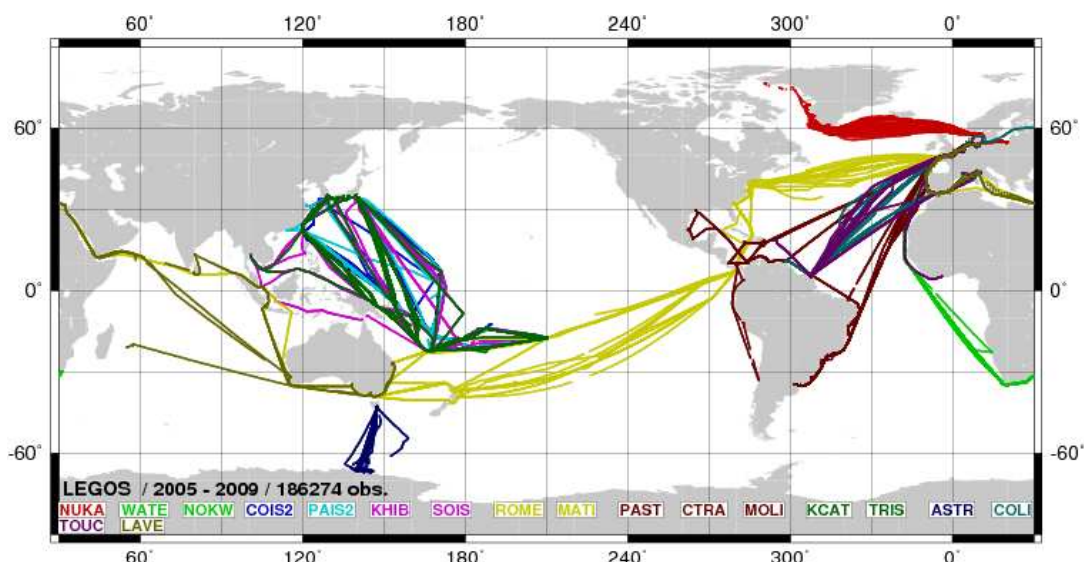 60° 120° 180° 240° 300° 0°
60° 60°
0° 0°
-60° -60°
LEGOS / 2005 - 2009 / 186274 obs.
NUKA WATE NOKW COIS2 PAIS2 KHIB SOIS ROME MATI PAST CTRA MOLI KCAT TRIS ASTR COLI
TOUC LAVE
60° 120° 180° 240° 300° 0°